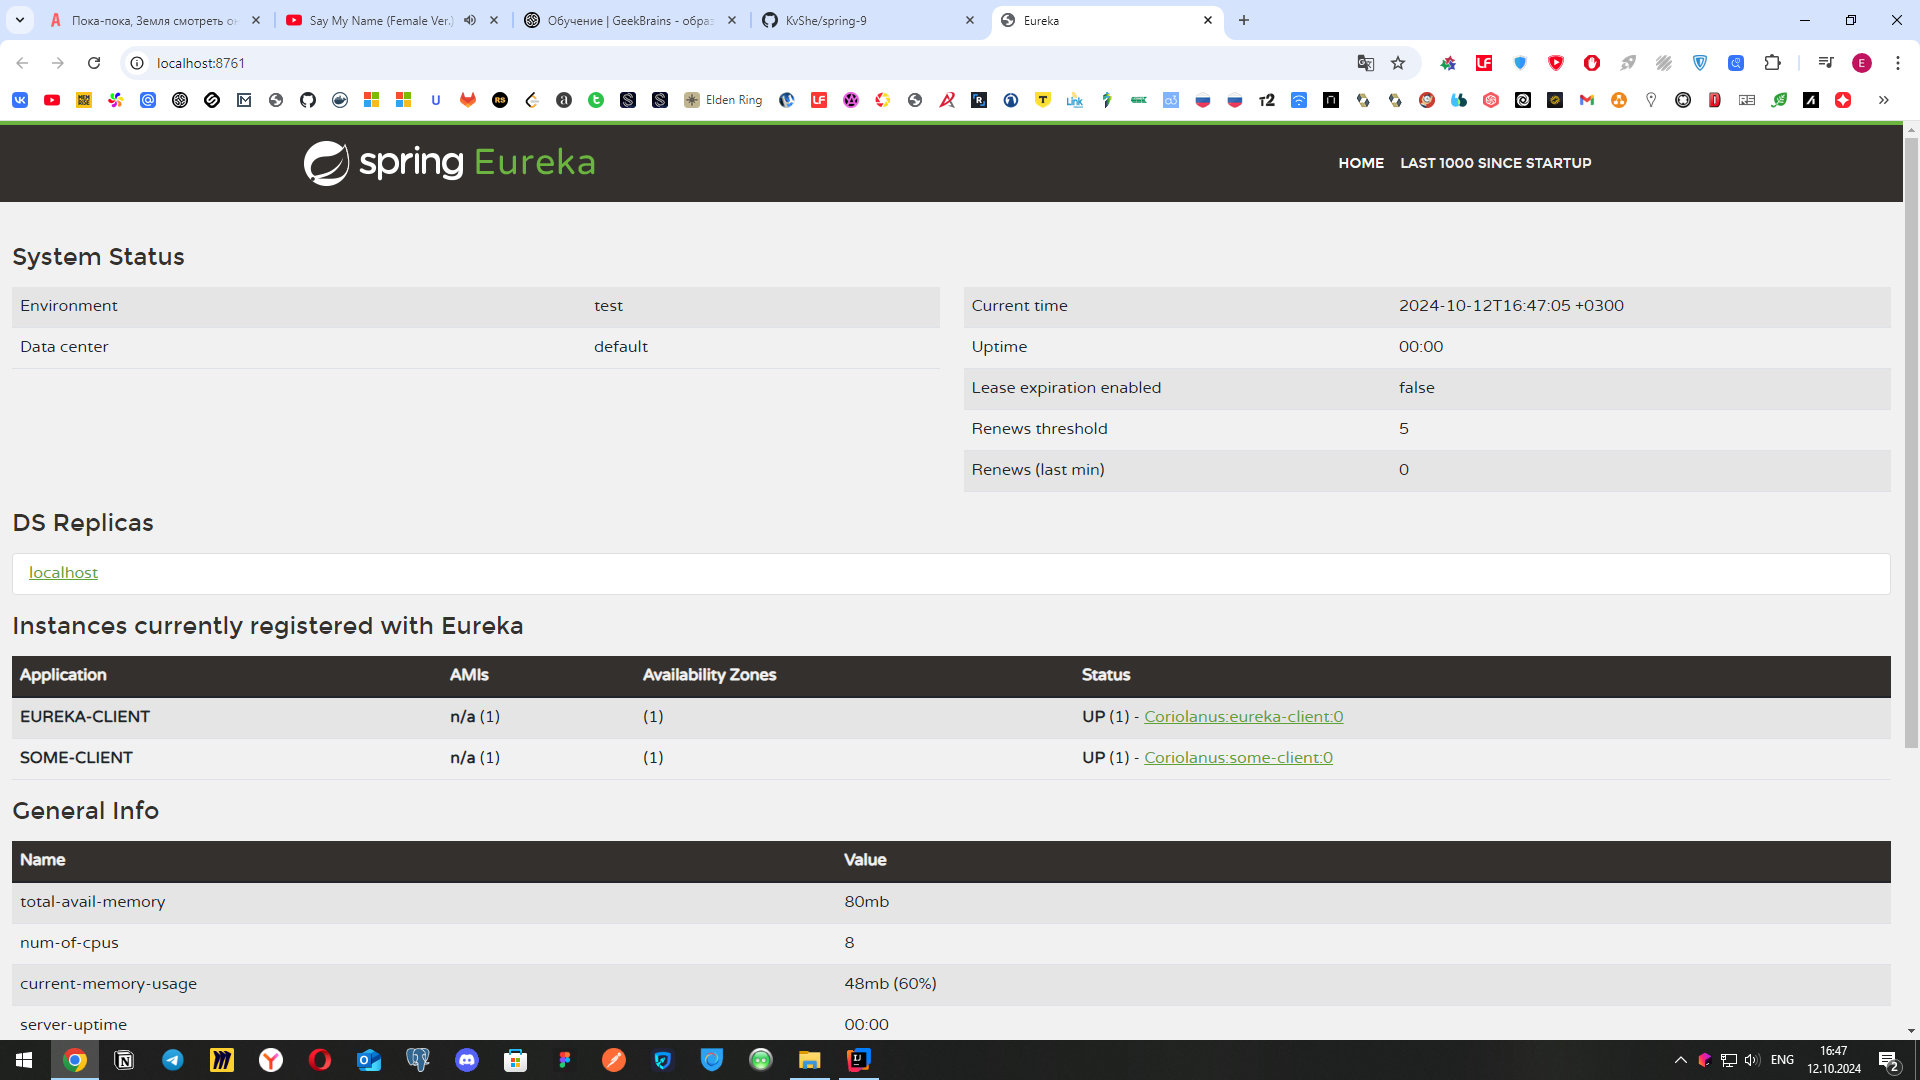 Пока-пока, Земля смотреть он
Say My Name (Female Ver.)
Обучение | GeekBrains - образ
KvShe/spring-9
Eureka
localhost:8761
E
Elden Ring
spring Eureka
HOME
LAST 1000 SINCE STARTUP
System Status
Environment test
Data center default
Current time 2024-10-12T16:47:05 +0300
Uptime 00:00
Lease expiration enabled false
Renews threshold 5
Renews (last min) 0
DS Replicas
localhost
Instances currently registered with Eureka
Application AMIs Availability Zones Status
EUREKA-CLIENT n/a (1) (1) UP (1) - Coriolanus:eureka-client:0
SOME-CLIENT n/a (1) (1) UP (1) - Coriolanus:some-client:0
General Info
Name Value
total-avail-memory 80mb
num-of-cpus 8
current-memory-usage 48mb (60%)
server-uptime 00:00
ENG
16:47
12.10.2024
2